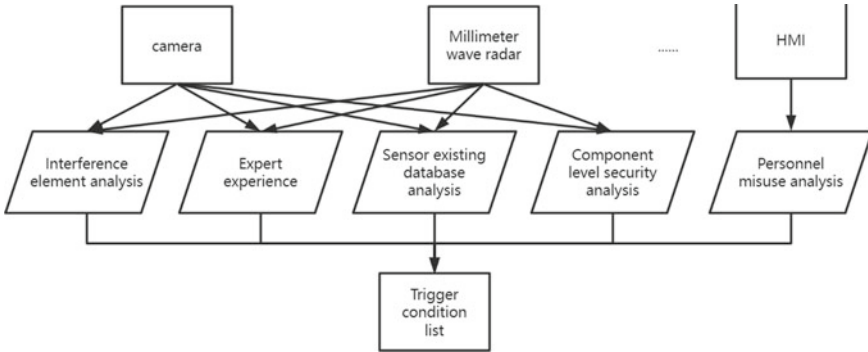 camera
Millimeter
wave radar
......
HMI
Interference
element analysis
Expert
experience
Sensor existing
database
analysis
Component
level security
analysis
Personnel
misuse analysis
Trigger
condition
list